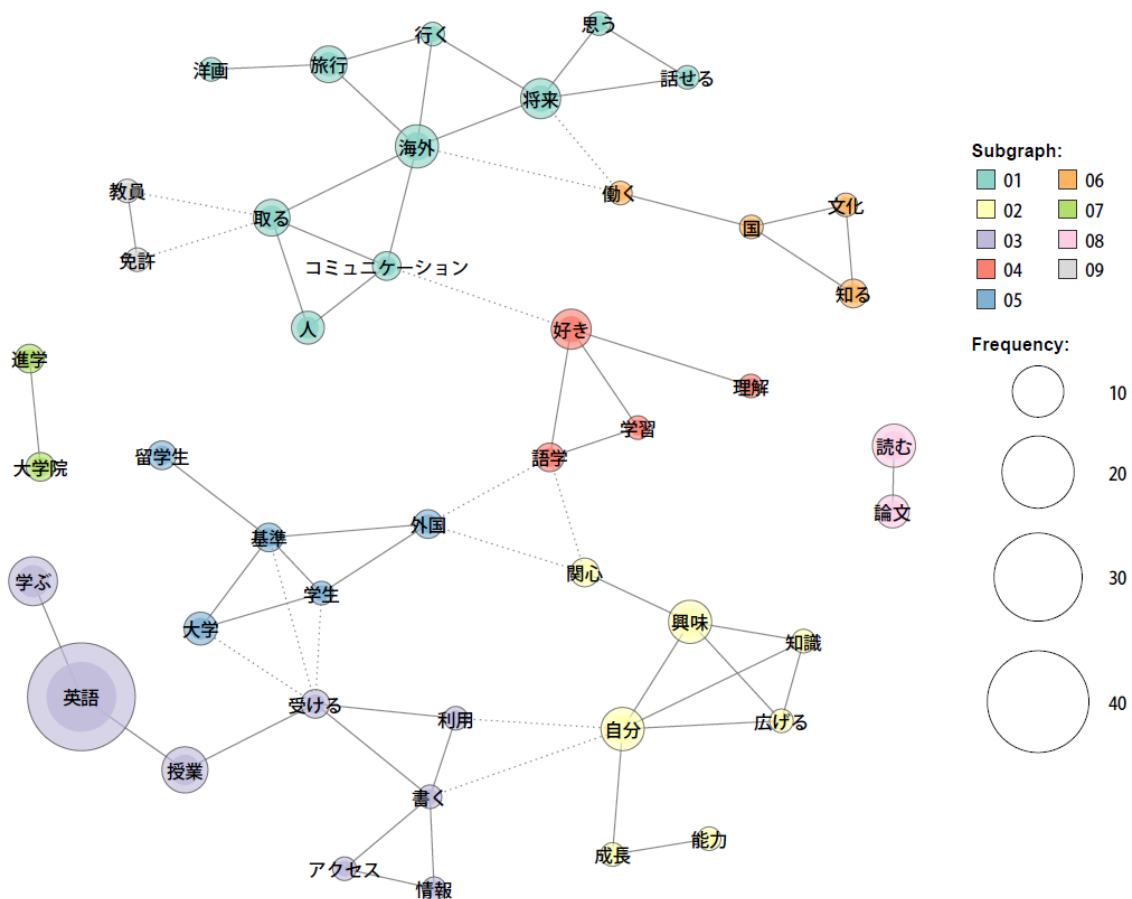 思う
行く
洋画
旅行
話せる
将来
海外
教員
働く
取る
文化
国
免許
コミュニケーション
知る
人
好き
進学
理解
学習
留学生
語学
大学院
読む
論文
外国
基準
関心
学ぶ
学生
大学
興味
知識
英語
受ける
利用
自分
広げる
授業
書く
能力
成長
アクセス
情報
Subgraph:
01 06
02 07
03 08
04 09
05
Frequency:
10
20
30
40